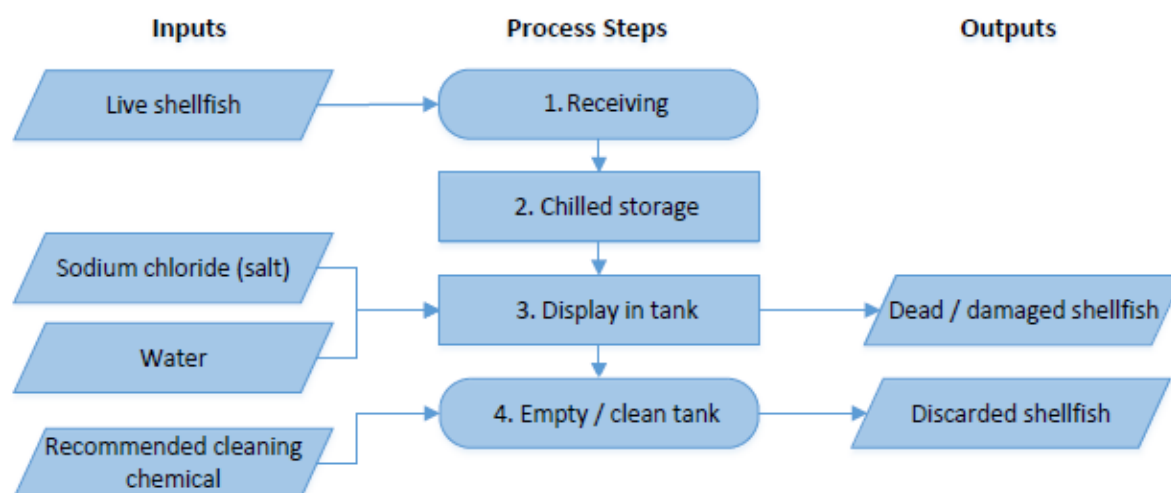 Inputs
Process Steps
Outputs
Live shellfish
1. Receiving
2. Chilled storage
Sodium chloride (salt)
3. Display in tank
Dead / damaged shellfish
Water
4. Empty / clean tank
Discarded shellfish
Recommended cleaning
chemical